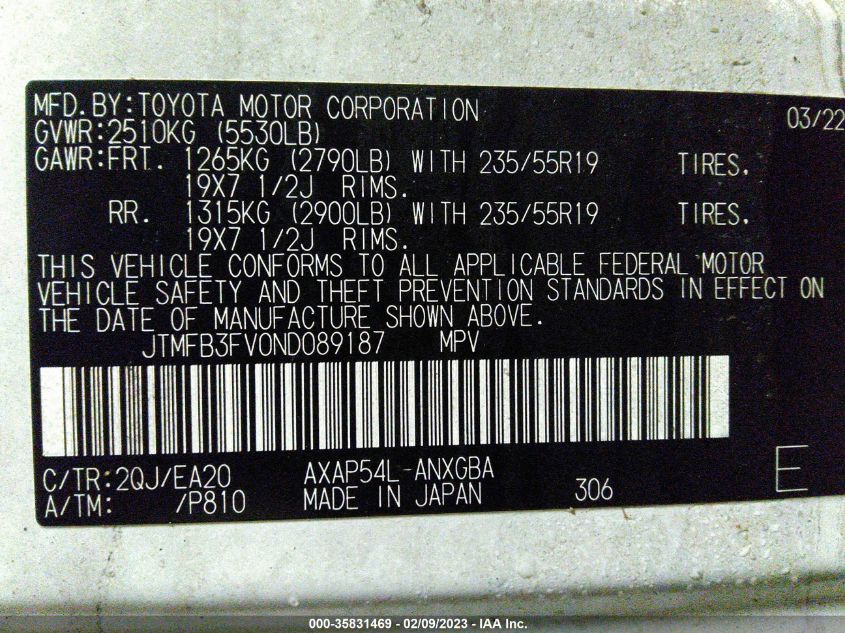 MFD.BY:TOYOTA MOTOR CORPORATION 03/22
GVWR:2510KG (5530LB)
GAWR:FRT. 1265KG (2790LB) WITH 235/55R19 TIRES.
19X7 1/2J RIMS.
RR. 1315KG (2900LB) WITH 235/55R19 TIRES.
19X7 1/2J RIMS.
THIS VEHICLE CONFORMS TO ALL APPLICABLE FEDERAL MOTOR
VEHICLE SAFETY AND THEFT PREVENTION STANDARDS IN EFFECT ON
THE DATE OF MANUFACTURE SHOWN ABOVE.
JTMFB3FV0ND089187 MPV
C/TR:2QJ/EA20 AXAP54L-ANXGBA E
A/TM: /P810 MADE IN JAPAN 306
000-35831469 - 02/09/2023 - IAA Inc.